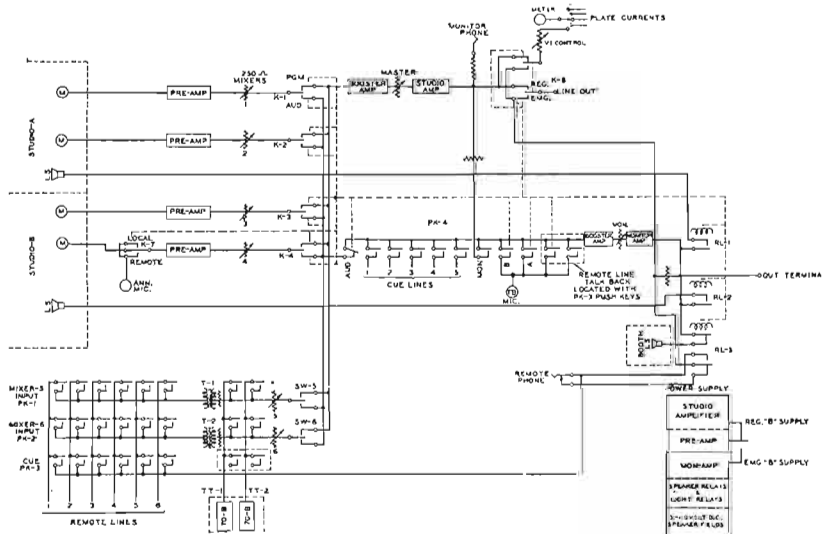 METER
PLATE CURRENTS
MONITOR
PHONE
VI CONTROL
250 Ω
MIXERS
PGM
MASTER
K-8
REG.
LINE OUT
EMG.
M
PRE-AMP
K-1
AUD
BOOSTER
AMP
STUDIO
AMP
STUDIO-A
M
PRE-AMP
2
K-2
LS
M
PRE-AMP
3
K-3
PK-4
STUDIO-B
M
LOCAL
K-7
REMOTE
PRE-AMP
4
K-4
ANN.
MIC.
AUD
1
2
3
4
5
CUE LINES
MON
B
A
MIC.
BOOSTER
AMP
MON.
MONITOR
AMP
REMOTE LINE
TALK BACK
LOCATED WITH
PK-3 PUSH KEYS
RL-1
OUT TERMINA
RL-2
LS
BOOTH
LS
RL-3
REMOTE
PHONE
MIXER-5
INPUT
PK-1
T-1
5
SW-5
MIXER-6
INPUT
PK-2
T-2
6
SW-6
CUE
PK-3
1
2
3
4
5
6
REMOTE LINES
TT-1
TT-2
70-B
70-B
POWER SUPPLY
STUDIO
AMPLIFIER
PRE-AMP
MON-AMP
SPEAKER RELAYS
&
LIGHT RELAYS
SPEAKER FIELDS
REG. "B" SUPPLY
EMG "B" SUPPLY